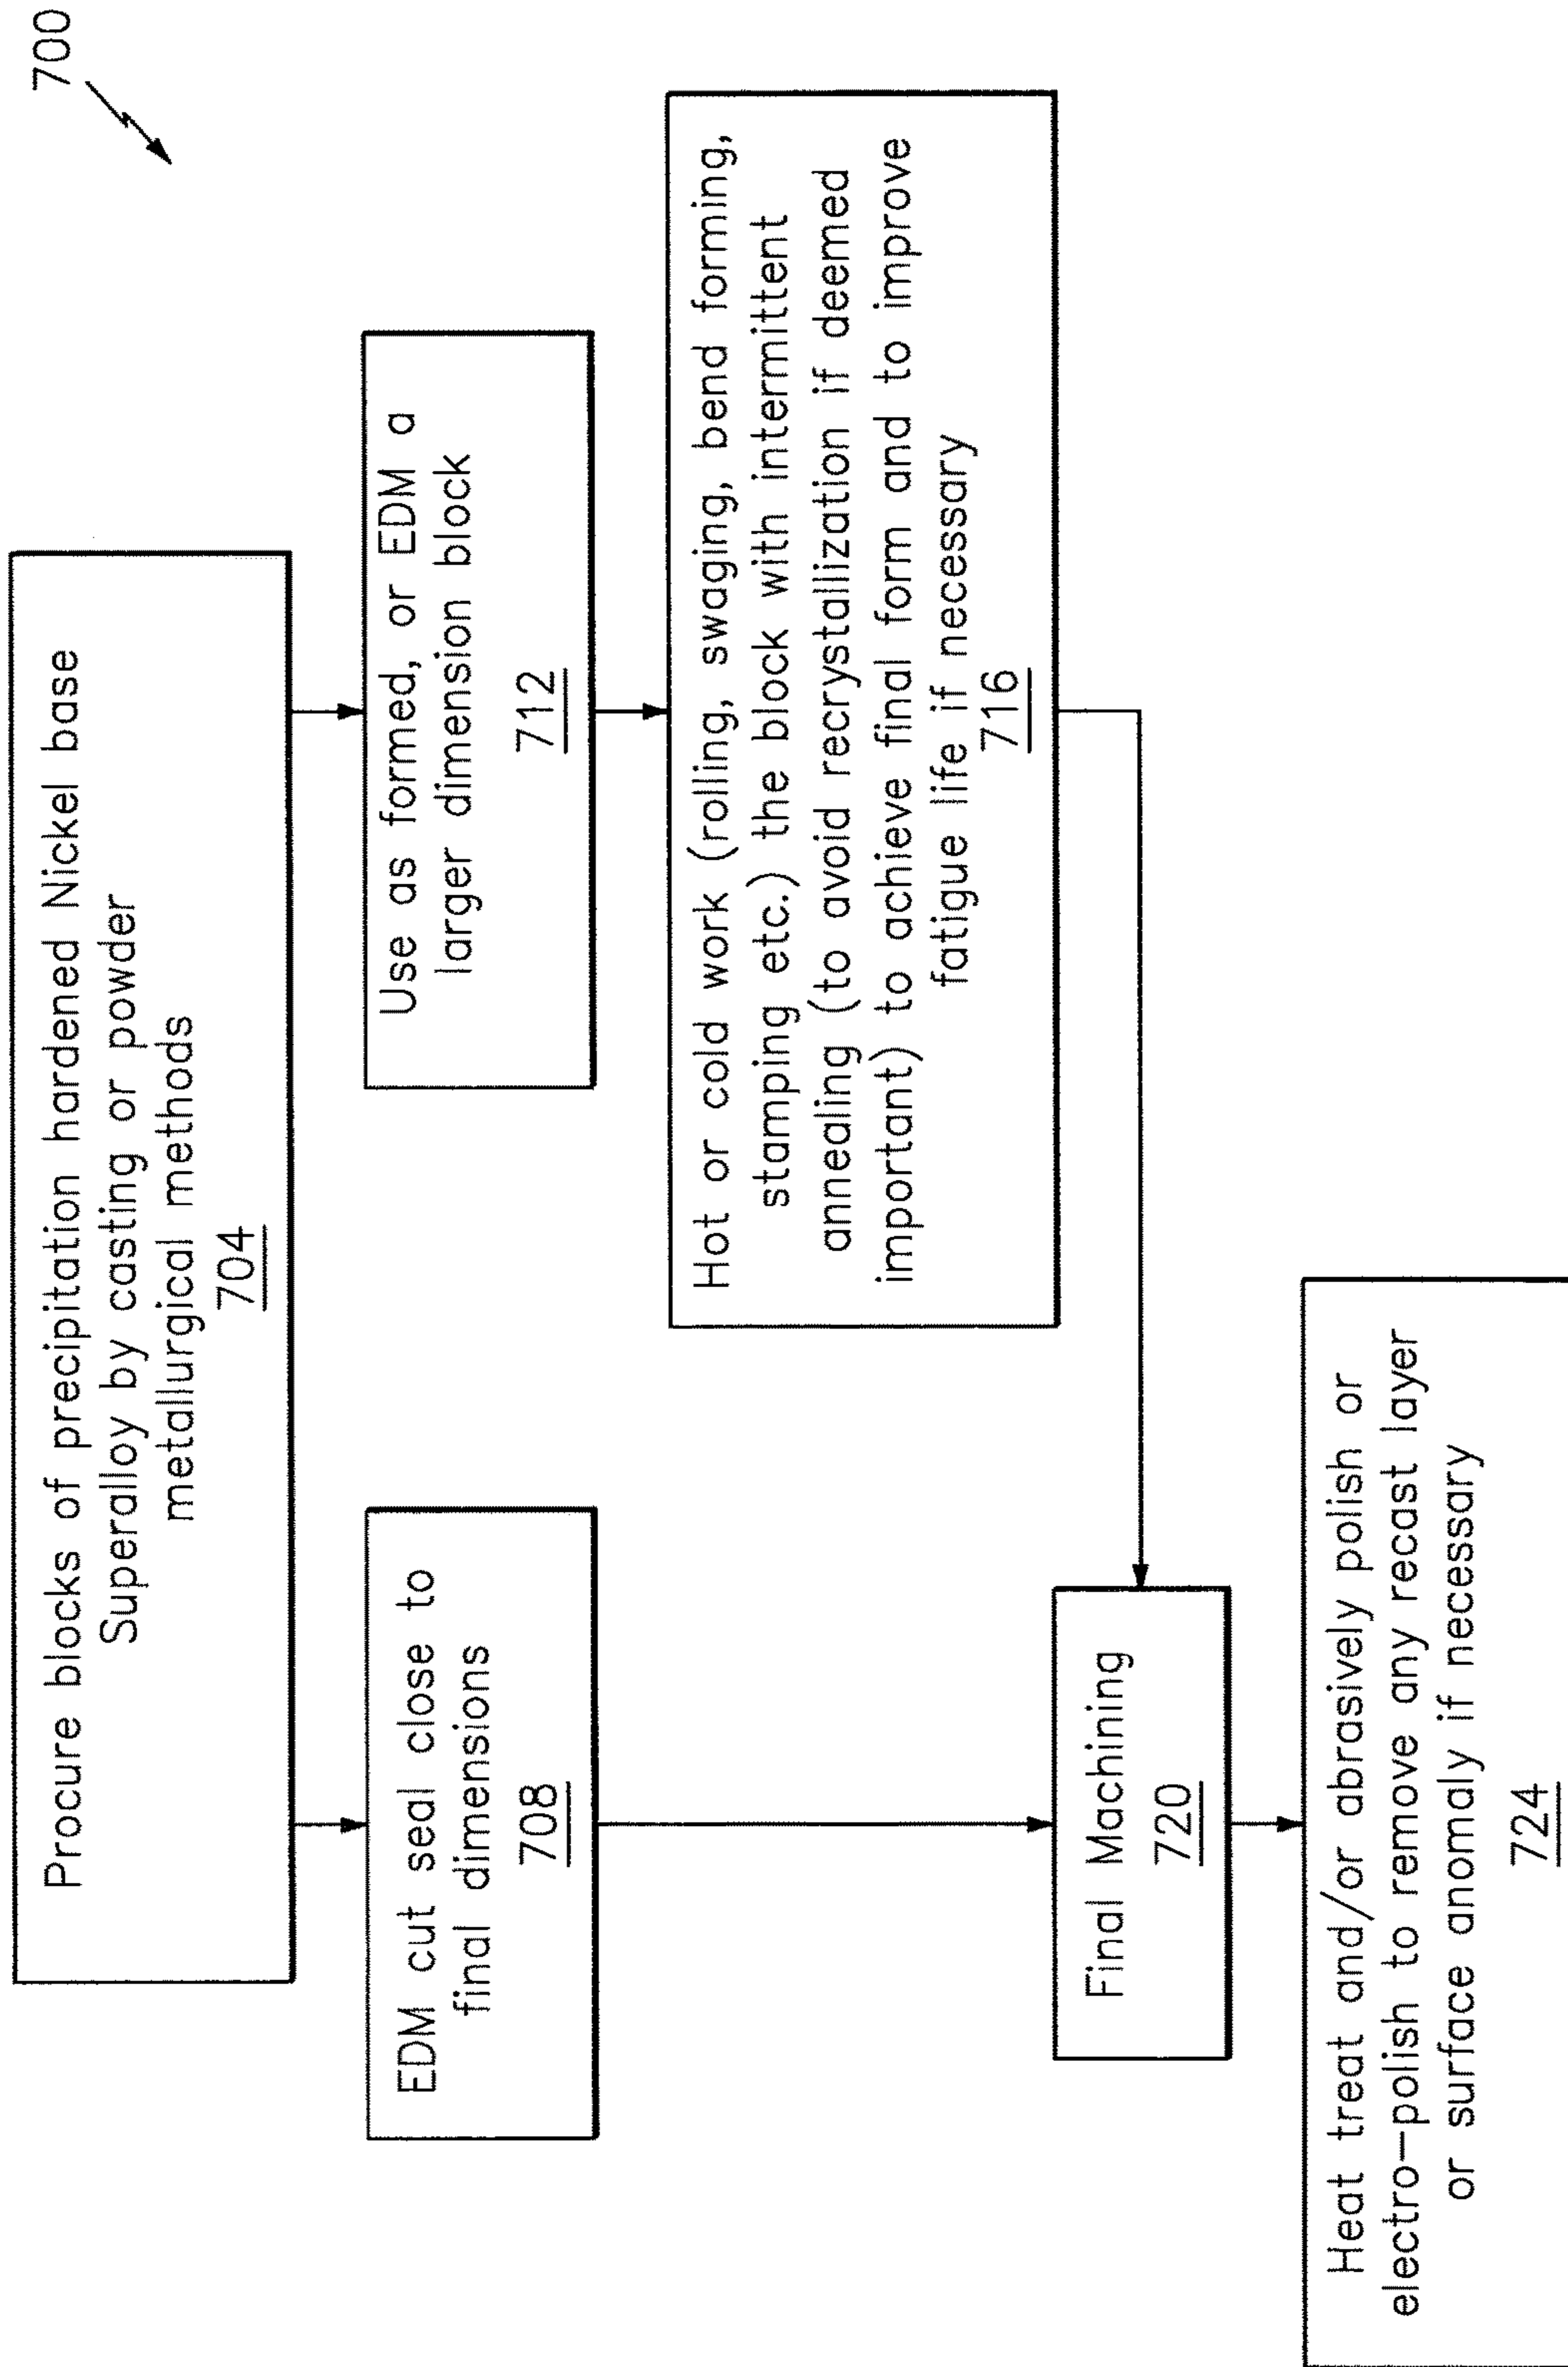 700
Procure blocks of precipitation hardened Nickel base
Superalloy by casting or powder
metallurgical methods
704
EDM cut seal close to
final dimensions
708
Use as formed, or EDM a
larger dimension block
712
Hot or cold work (rolling, swaging, bend forming,
stamping etc.) the block with intermittent
annealing (to avoid recrystallization if deemed
important) to achieve final form and to improve
fatigue life if necessary
716
Final Machining
720
Heat treat and/or abrasively polish or
electro-polish to remove any recast layer
or surface anomaly if necessary
724